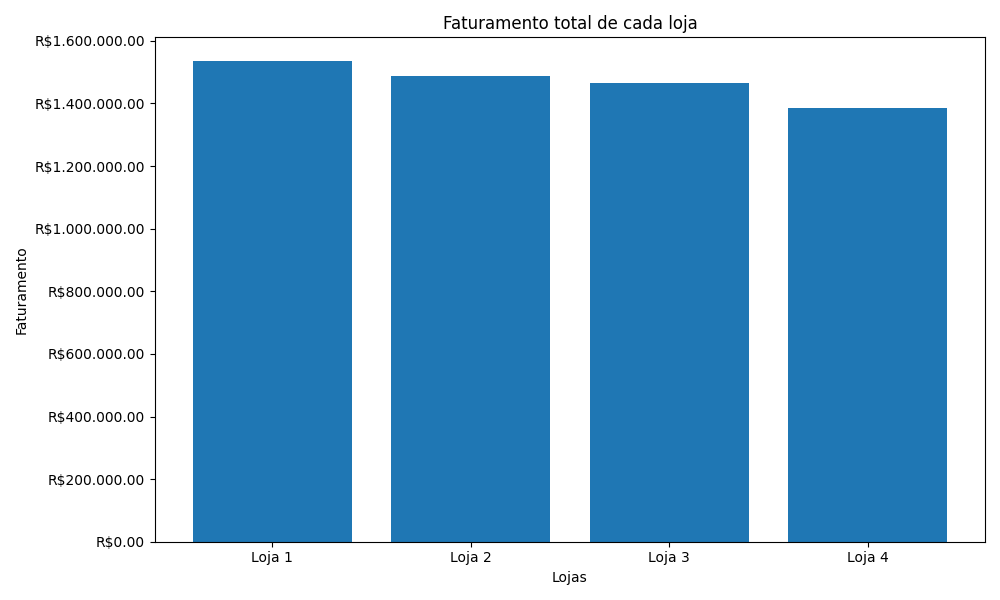 Faturamento total de cada loja
R$1.600.000.00
R$1.400.000.00
R$1.200.000.00
R$1.000.000.00
R$800.000.00
R$600.000.00
R$400.000.00
R$200.000.00
R$0.00
Faturamento
Loja 1
Loja 2
Loja 3
Loja 4
Lojas